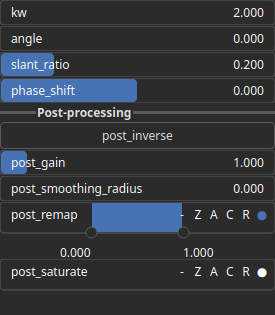 kw 2.000
angle 0.000
slant_ratio 0.200
phase_shift 0.000
Post-processing
post_inverse
post_gain 1.000
post_smoothing_radius 0.000
post_remap - Z A C R
0.000 1.000
post_saturate - Z A C R